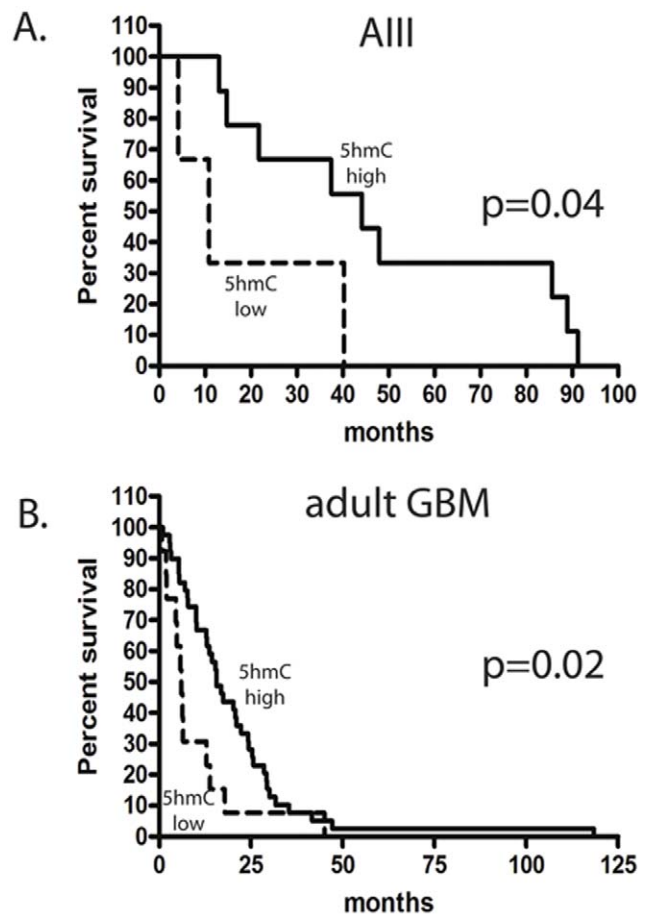 A.
AIII
110
100
90
80
70
60
50
40
30
20
10
0
Percent survival
5hmC
high
p=0.04
5hmC
low
0 10 20 30 40 50 60 70 80 90 100
months
B.
adult GBM
110
100
90
80
70
60
50
40
30
20
10
0
Percent survival
5hmC
high
p=0.02
5hmC
low
0 25 50 75 100 125
months